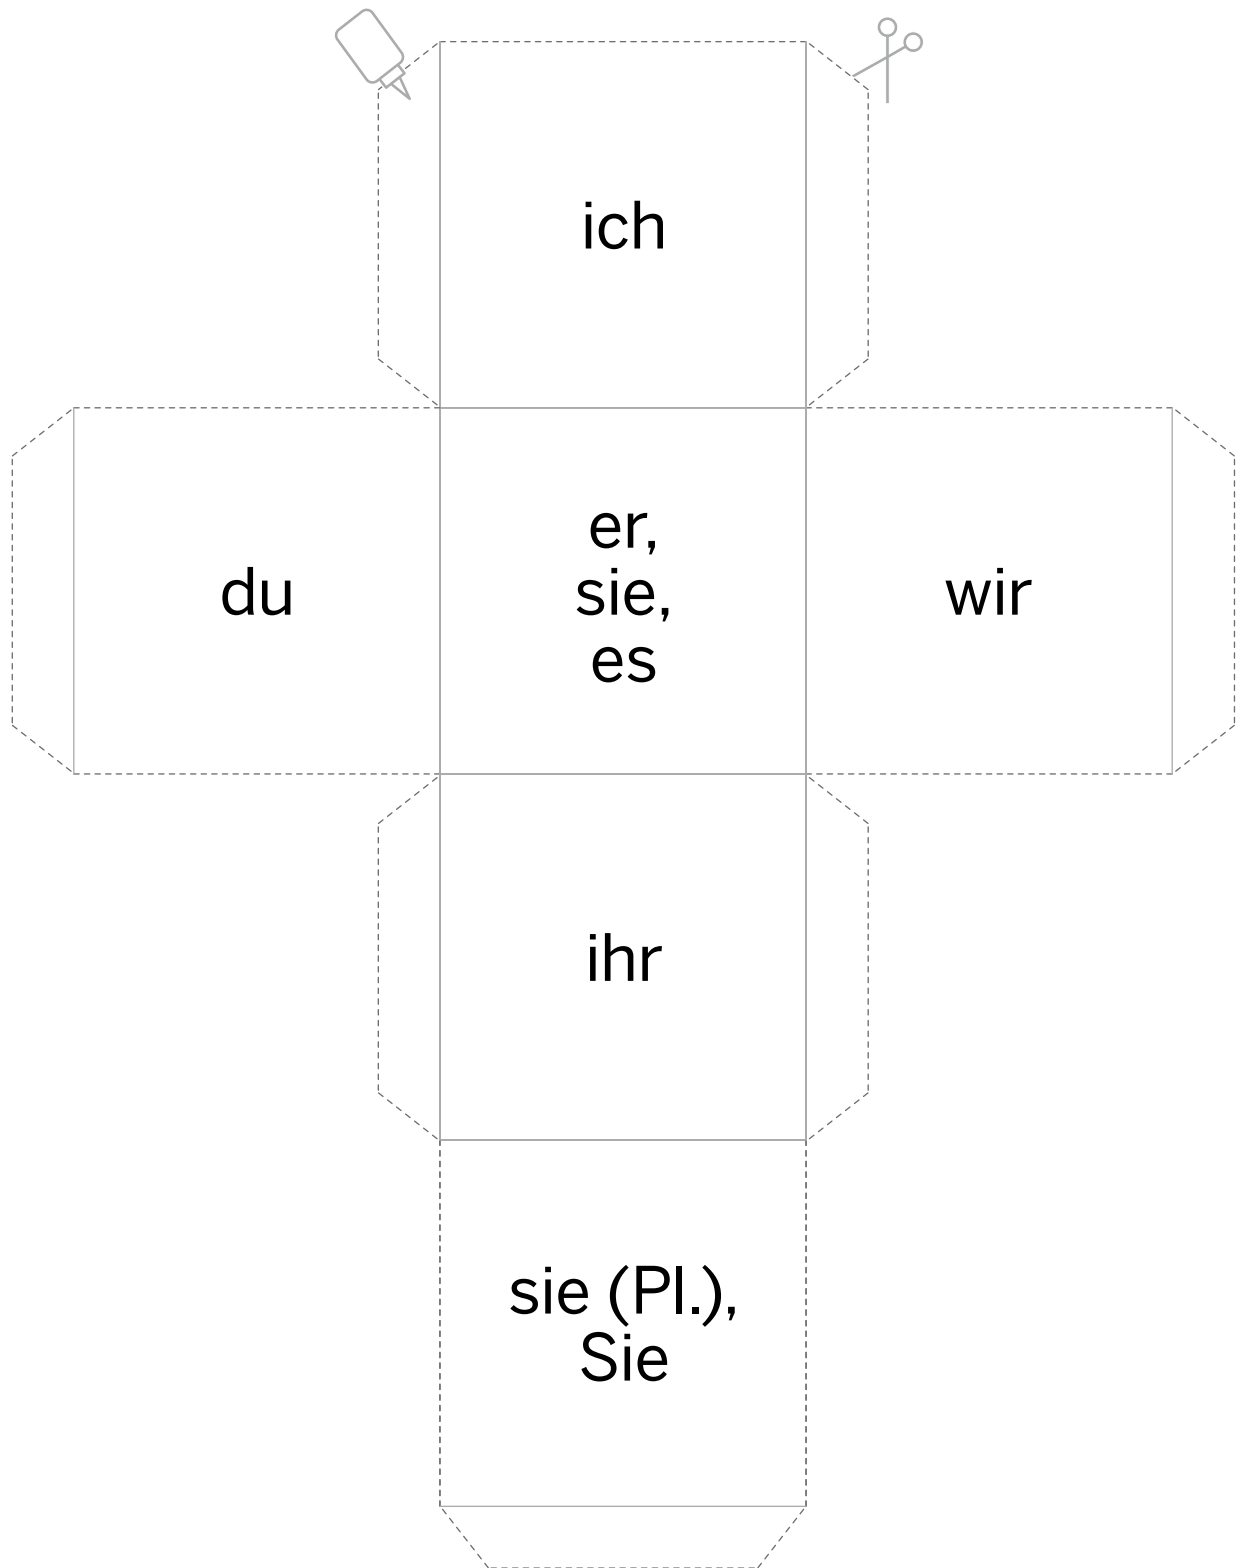 ich
du
er,
sie,
es
wir
ihr
sie (Pl.),
Sie